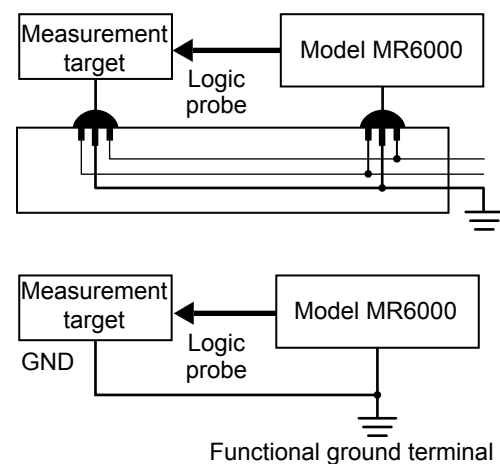 Measurement
target
Model MR6000
Logic
probe
Measurement
target
Model MR6000
Logic
probe
GND
Functional ground terminal